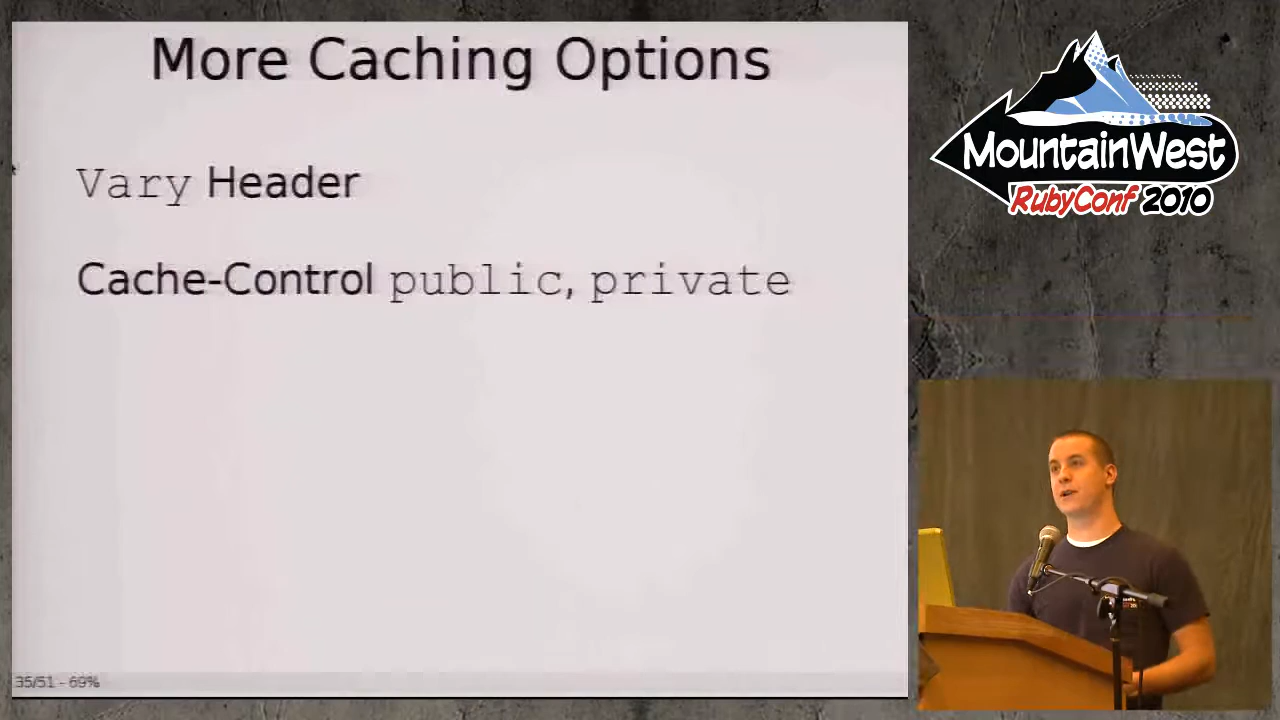 More Caching Options
Vary Header
Cache-Control public, private
35/51 - 69%
MountainWest
RubyConf 2010